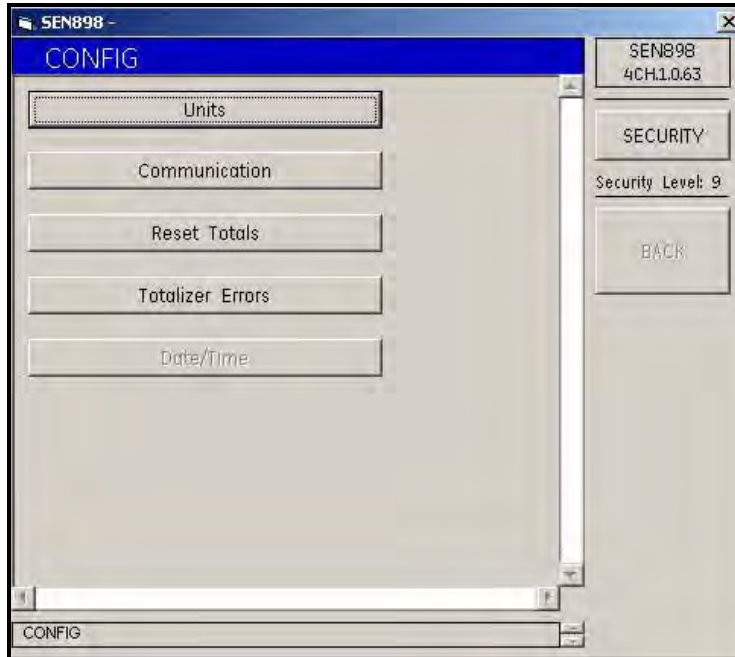 SEN898 -
CONFIG
Units
Communication
Reset Totals
Totalizer Errors
Date/Time
SEN898
4CH.1.0.63
SECURITY
Security Level: 9
BACK
CONFIG